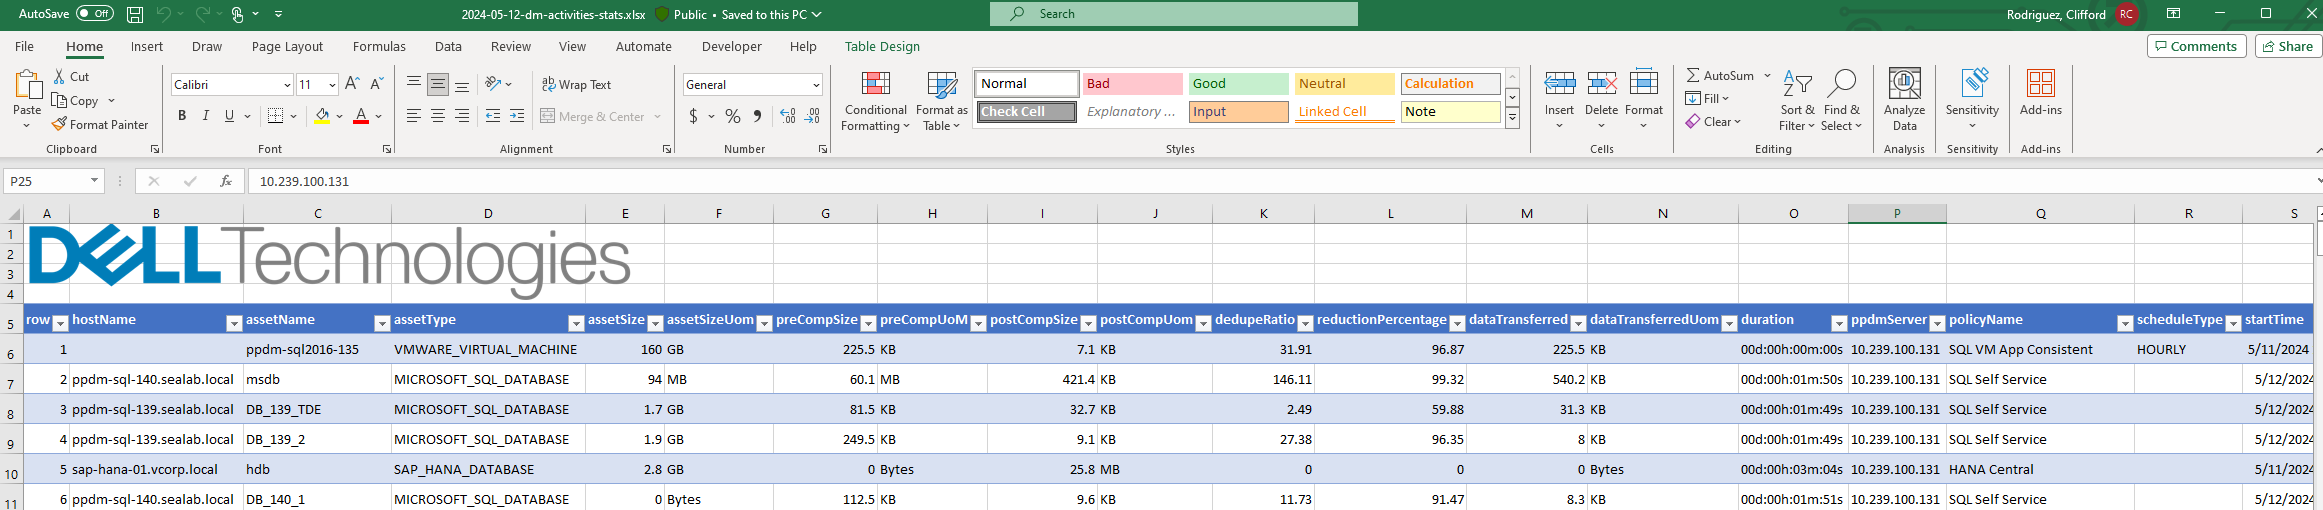 AutoSave Off 2024-05-12-dm-activities-stats.xlsx Public • Saved to this PC Search Rodriguez, Clifford RC
File Home Insert Draw Page Layout Formulas Data Review View Automate Developer Help Table Design Comments Share
Paste Cut Copy Format Painter
Calibri 11 B I U A A A
Wrap Text Merge & Center
General $ % 9
Conditional Formatting Format as Table
Normal Bad Good Neutral Calculation
Check Cell Explanatory ... Input Linked Cell Note
Insert Delete Format
AutoSum Fill Clear Sort & Filter Find & Select
Analyze Data Sensitivity Add-ins
Clipboard Font Alignment Number Styles Cells Editing Analysis Sensitivity Add-ins
P25 fx 10.239.100.131
A B C D E F G H I J K L M N O P Q R S
1
2
3
4
DELL Technologies
5 row hostName assetName assetType assetSize assetSizeUom preCompSize preCompUoM postCompSize postCompUom dedupeRatio reductionPercentage dataTransferred dataTransferredUom duration ppdmServer policyName scheduleType startTime
6 1 ppdm-sql2016-135 VMWARE_VIRTUAL_MACHINE 160 GB 225.5 KB 7.1 KB 31.91 96.87 225.5 KB 00d:00h:00m:00s 10.239.100.131 SQL VM App Consistent HOURLY 5/11/2024
7 2 ppdm-sql-140.sealab.local msdb MICROSOFT_SQL_DATABASE 94 MB 60.1 MB 421.4 KB 146.11 99.32 540.2 KB 00d:00h:01m:50s 10.239.100.131 SQL Self Service 5/12/2024
8 3 ppdm-sql-139.sealab.local DB_139_TDE MICROSOFT_SQL_DATABASE 1.7 GB 81.5 KB 32.7 KB 2.49 59.88 31.3 KB 00d:00h:01m:49s 10.239.100.131 SQL Self Service 5/12/2024
9 4 ppdm-sql-139.sealab.local DB_139_2 MICROSOFT_SQL_DATABASE 1.9 GB 249.5 KB 9.1 KB 27.38 96.35 8 KB 00d:00h:01m:49s 10.239.100.131 SQL Self Service 5/12/2024
10 5 sap-hana-01.vcorp.local hdb SAP_HANA_DATABASE 2.8 GB 0 Bytes 25.8 MB 0 0 0 Bytes 00d:00h:03m:04s 10.239.100.131 HANA Central 5/11/2024
11 6 ppdm-sql-140.sealab.local DB_140_1 MICROSOFT_SQL_DATABASE 0 Bytes 112.5 KB 9.6 KB 11.73 91.47 8.3 KB 00d:00h:01m:51s 10.239.100.131 SQL Self Service 5/12/2024